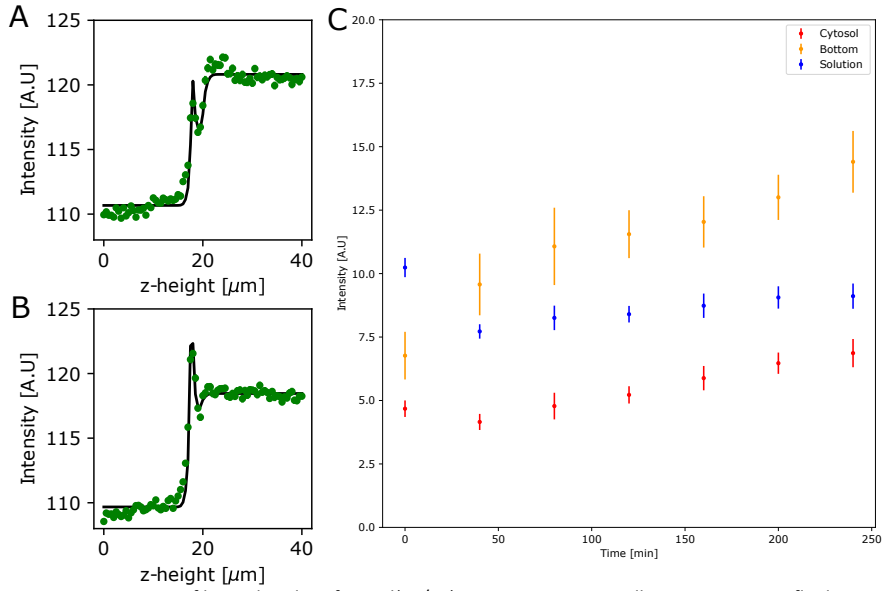 A
125
120
115
110
Intensity [A.U]
0 20 40
z-height [μm]
B
125
120
115
110
Intensity [A.U]
0 20 40
z-height [μm]
C
20.0
17.5
15.0
12.5
10.0
7.5
5.0
2.5
0.0
Intensity [A.U]
0 50 100 150 200 250
Time [min]
Cytosol
Bottom
Solution